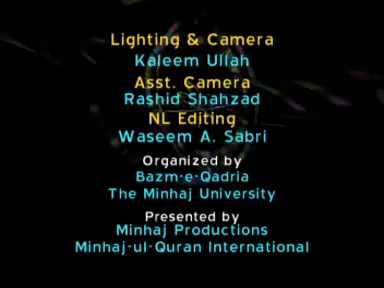 Lighting & Camera
Kaleem Ullah
Asst. Camera
Rashid Shahzad
NL Editing
Waseem A. Sabri
Organized by
Bazm-e-Qadria
The Minhaj University
Presented by
Minhaj Productions
Minhaj-ul-Quran International